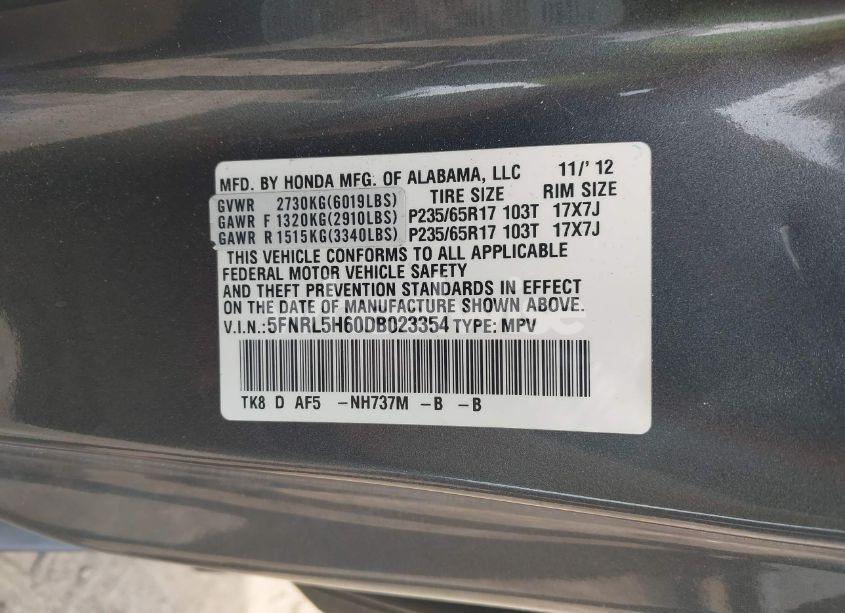 MFD. BY HONDA MFG. OF ALABAMA, LLC 11/' 12
GVWR 2730KG(6019LBS) TIRE SIZE RIM SIZE
GAWR F 1320KG(2910LBS) P235/65R17 103T 17X7J
GAWR R 1515KG(3340LBS) P235/65R17 103T 17X7J
THIS VEHICLE CONFORMS TO ALL APPLICABLE
FEDERAL MOTOR VEHICLE SAFETY
AND THEFT PREVENTION STANDARDS IN EFFECT
ON THE DATE OF MANUFACTURE SHOWN ABOVE.
V.I.N.:5FNRL5H60DB023354 TYPE: MPV
TK8 D AF5 -NH737M -B -B